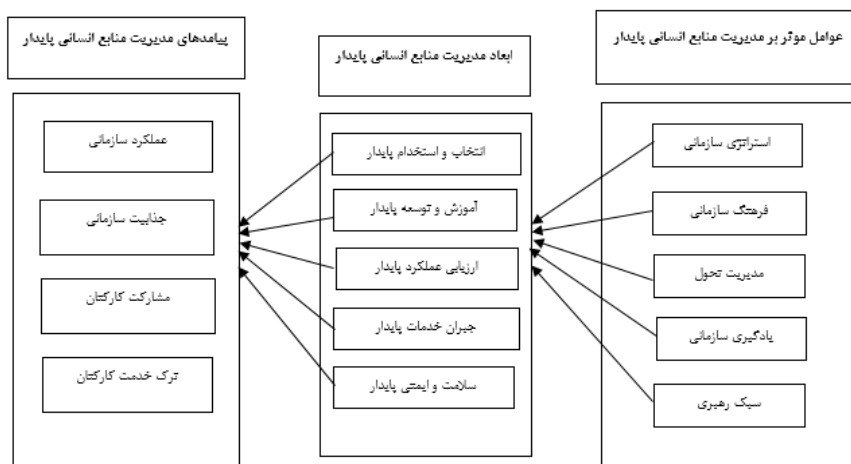 عوامل موثر بر مدیریت منابع انسانی پایدار
استراتژی سازمانی
فرهنگ سازمانی
مدیریت تحول
یادگیری سازمانی
سبک رهبری
ابعاد مدیریت منابع انسانی پایدار
انتخاب و استخدام پایدار
آموزش و توسعه پایدار
ارزیابی عملکرد پایدار
جبران خدمات پایدار
سلامت و ایمنی پایدار
پیامدهای مدیریت منابع انسانی پایدار
عملکرد سازمانی
جذابیت سازمانی
مشارکت کارکنان
ترک خدمت کارکنان